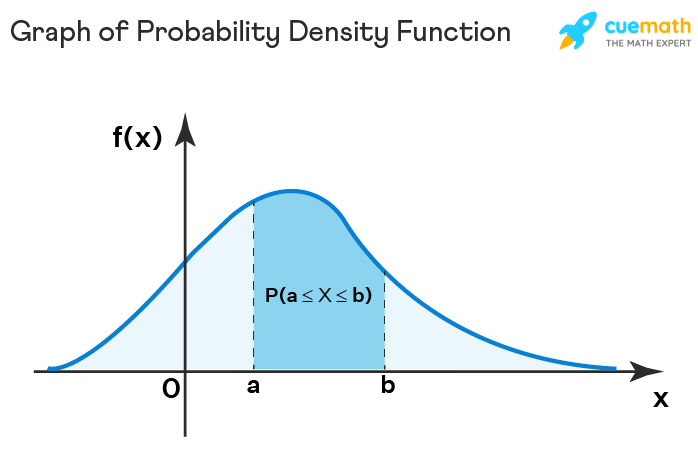 Graph of Probability Density Function
cuemath
THE MATH EXPERT
f(x)
P(a ≤ X ≤ b)
0
a
b
x